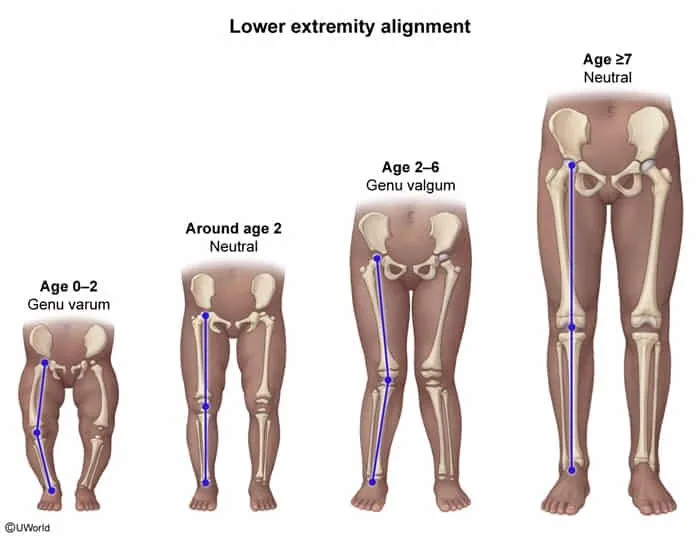 Lower extremity alignment
Age 0–2
Genu varum
Around age 2
Neutral
Age 2–6
Genu valgum
Age ≥7
Neutral
©UWorld